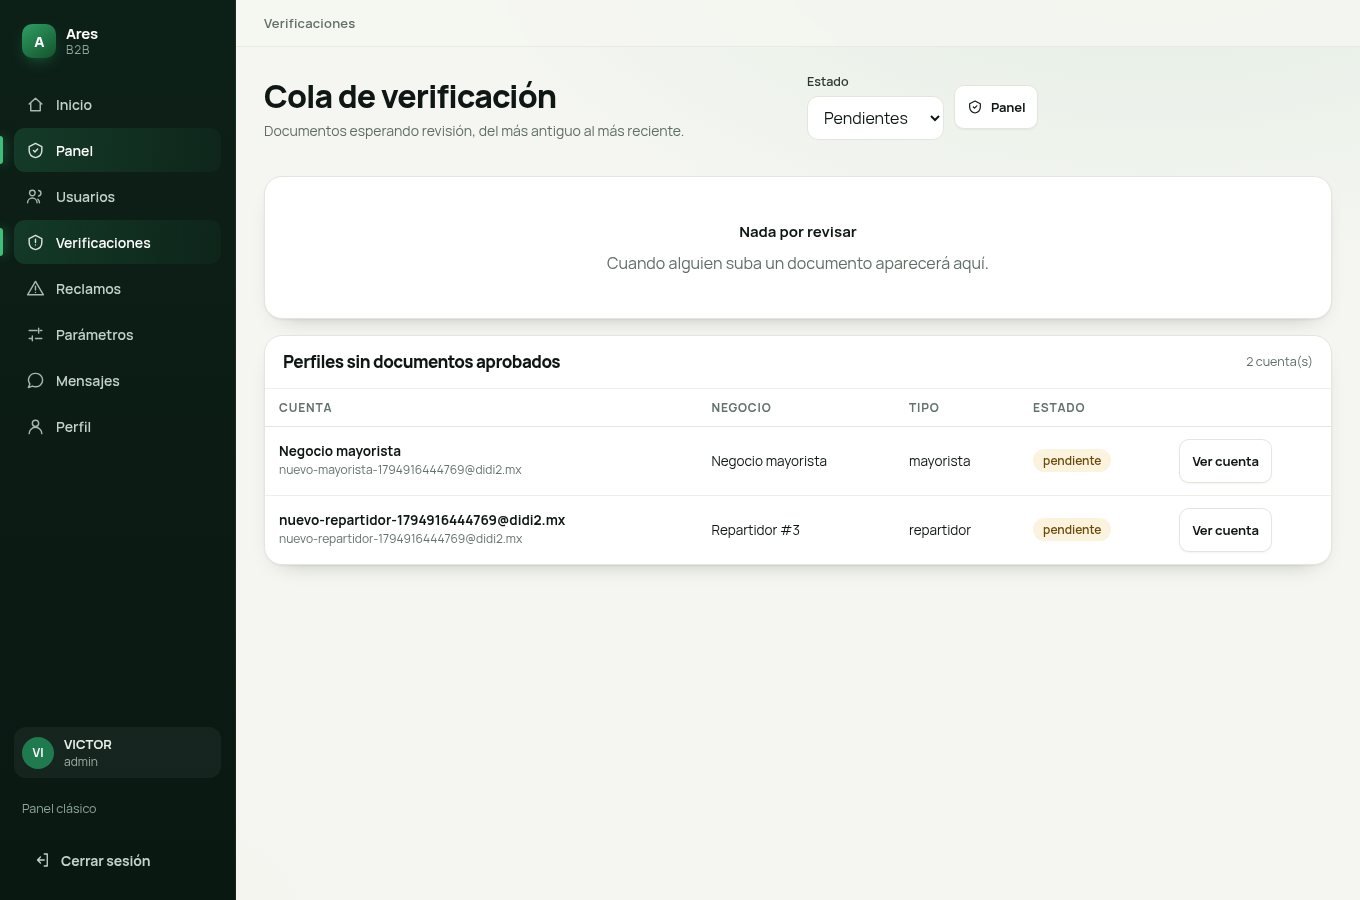 A
Ares
B2B
Inicio
Panel
Usuarios
Verificaciones
Reclamos
Parámetros
Mensajes
Perfil
VI
VICTOR
admin
Panel clásico
Cerrar sesión
Verificaciones
Cola de verificación
Documentos esperando revisión, del más antiguo al más reciente.
Estado
Pendientes
Panel
Nada por revisar
Cuando alguien suba un documento aparecerá aquí.
Perfiles sin documentos aprobados
2 cuenta(s)
CUENTA NEGOCIO TIPO ESTADO
Negocio mayorista
nuevo-mayorista-1794916444769@didi2.mx
Negocio mayorista mayorista pendiente Ver cuenta
nuevo-repartidor-1794916444769@didi2.mx
nuevo-repartidor-1794916444769@didi2.mx
Repartidor #3 repartidor pendiente Ver cuenta